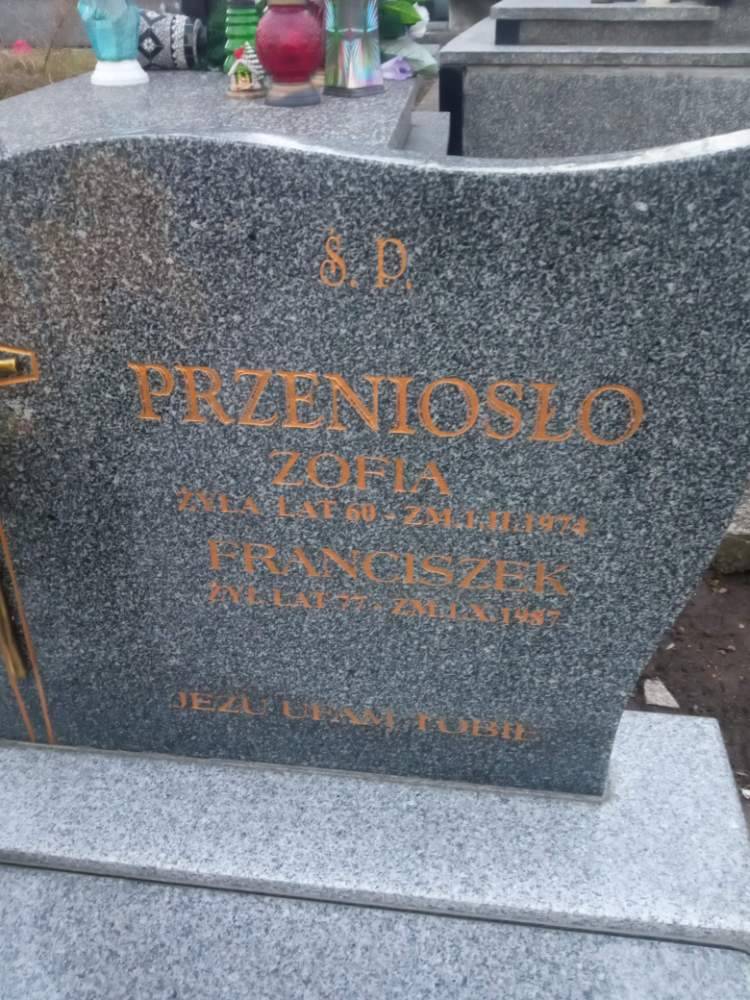 Ś. P.
PRZENIOSŁO
ZOFIA
ŻYŁA LAT 60 - ZM.1.II.1974
FRANCISZEK
ŻYŁ LAT 77 - ZM.1.X.1987
JEZU UFAM TOBIE